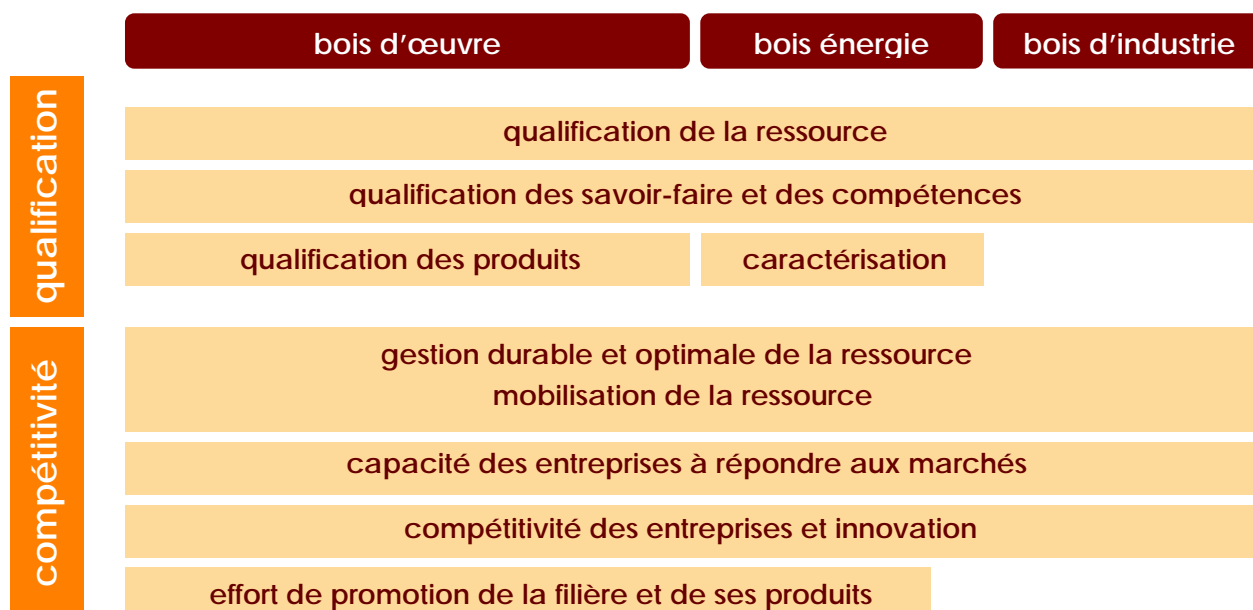 bois d'œuvre
bois énergie
bois d'industrie
qualification
qualification de la ressource
qualification des savoir-faire et des compétences
qualification des produits
caractérisation
compétitivité
gestion durable et optimale de la ressource
mobilisation de la ressource
capacité des entreprises à répondre aux marchés
compétitivité des entreprises et innovation
effort de promotion de la filière et de ses produits